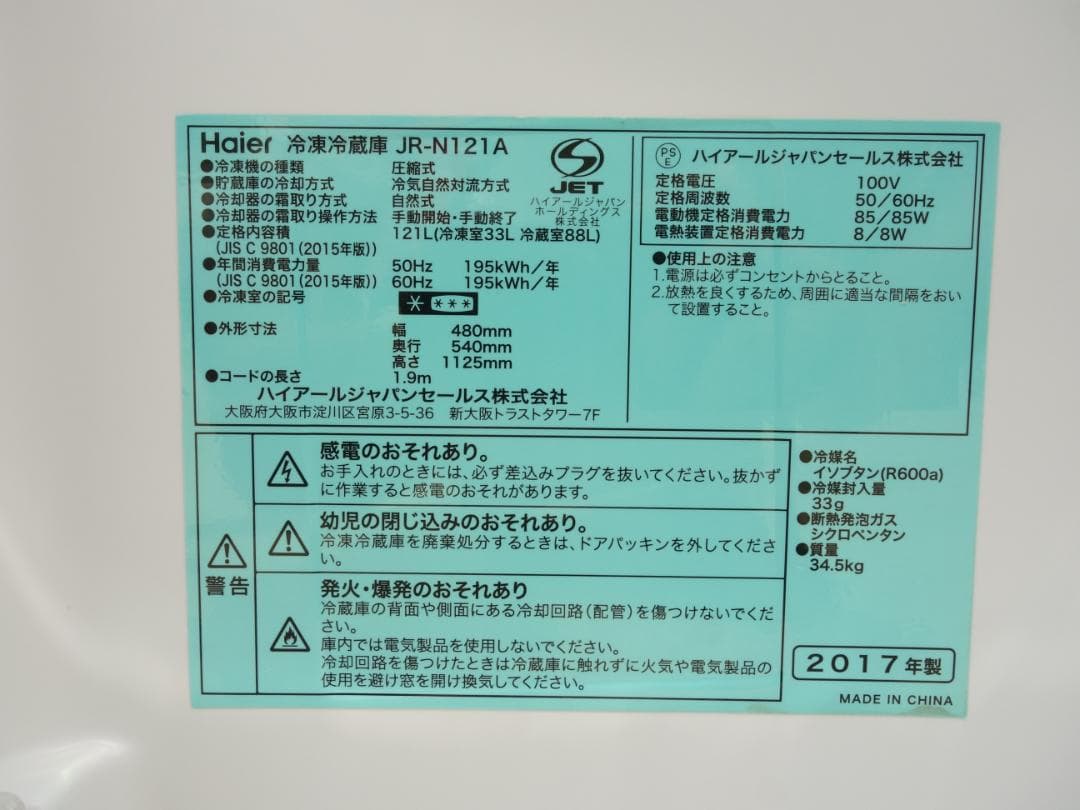 Haier 冷凍冷蔵庫 JR-N121A
●冷凍機の種類 圧縮式
●貯蔵庫の冷却方式 冷気自然対流方式
●冷却器の霜取り方式 自然式
●冷却器の霜取り操作方法 手動開始・手動終了
●定格内容積 121L(冷凍室33L 冷蔵室88L)
(JIS C 9801(2015年版))
●年間消費電力量 50Hz 195kWh/年
(JIS C 9801(2015年版)) 60Hz 195kWh/年
●冷凍室の記号
●外形寸法 幅 480mm
奥行 540mm
高さ 1125mm
●コードの長さ 1.9m
ハイアールジャパンセールス株式会社
大阪府大阪市淀川区宮原3-5-36 新大阪トラストタワー7F
JET
ハイアールジャパン
ホールディングス
株式会社
PS
E
ハイアールジャパンセールス株式会社
定格電圧 100V
定格周波数 50/60Hz
電動機定格消費電力 85/85W
電熱装置定格消費電力 8/8W
●使用上の注意
1.電源は必ずコンセントからとること。
2.放熱を良くするため、周囲に適当な間隔をおい
て設置すること。
警告
感電のおそれあり。
お手入れのときには、必ず差込みプラグを抜いてください。抜かず
に作業すると感電のおそれがあります。
幼児の閉じ込みのおそれあり。
冷凍冷蔵庫を廃棄処分するときは、ドアパッキンを外してくださ
い。
発火・爆発のおそれあり
冷蔵庫の背面や側面にある冷却回路(配管)を傷つけないでくだ
さい。
庫内では電気製品を使用しないでください。
冷却回路を傷つけたときは冷蔵庫に触れずに火気や電気製品の
使用を避け窓を開け換気してください。
●冷媒名
イソブタン(R600a)
●冷媒封入量
33g
●断熱発泡ガス
シクロペンタン
●質量
34.5kg
2017年製
MADE IN CHINA